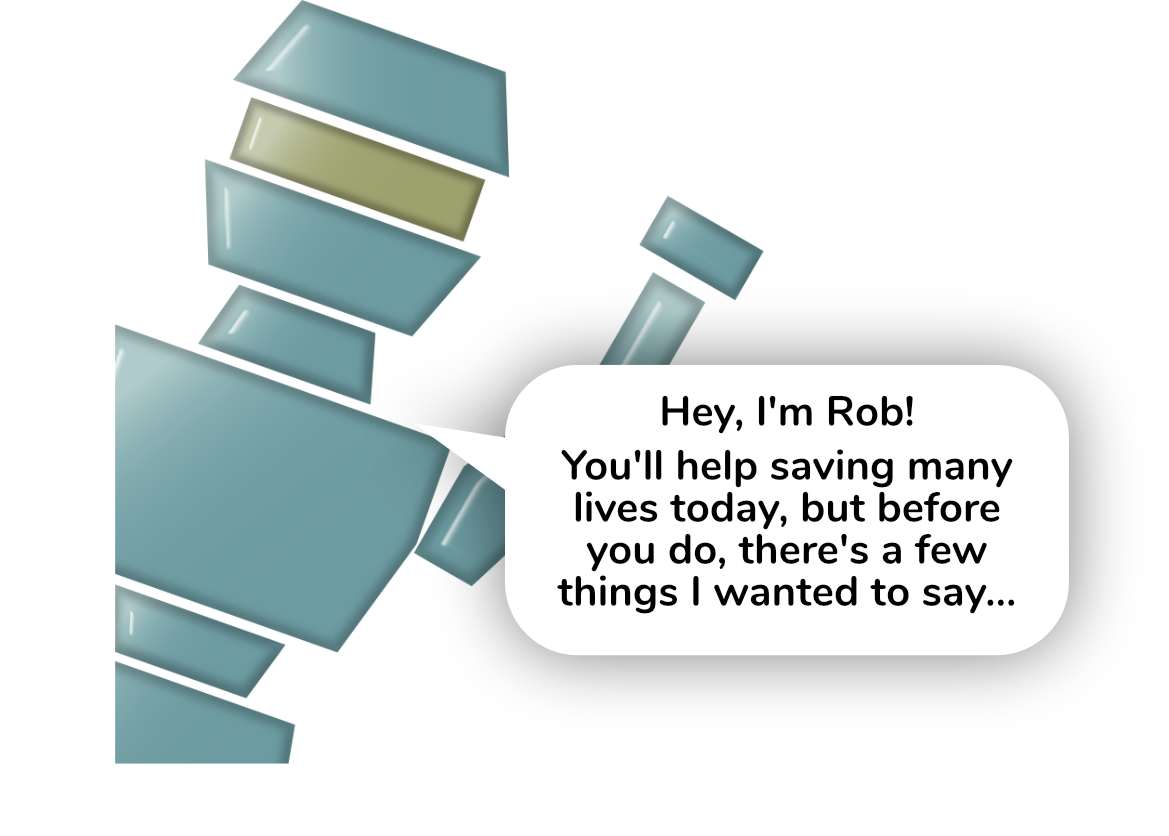 Hey, I'm Rob!
You'll help saving many
lives today, but before
you do, there's a few
things I wanted to say...